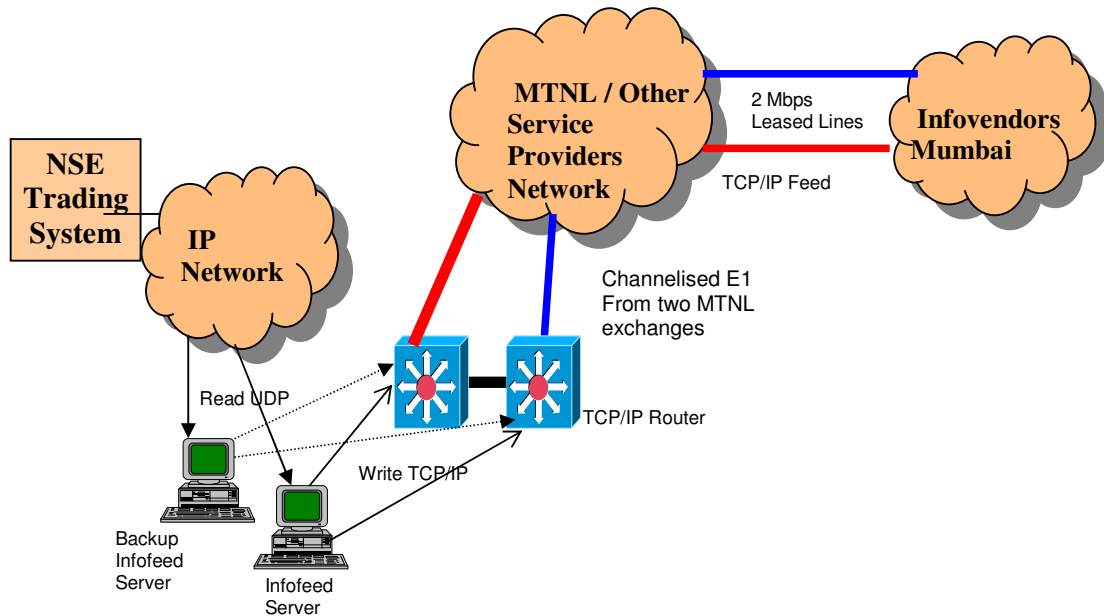 NSE
Trading
System
IP
Network
MTNL / Other
Service
Providers
Network
2 Mbps
Leased Lines
TCP/IP Feed
Infovendors
Mumbai
Channelised E1
From two MTNL
exchanges
Read UDP
TCP/IP Router
Write TCP/IP
Backup
Infofeed
Server
Infofeed
Server